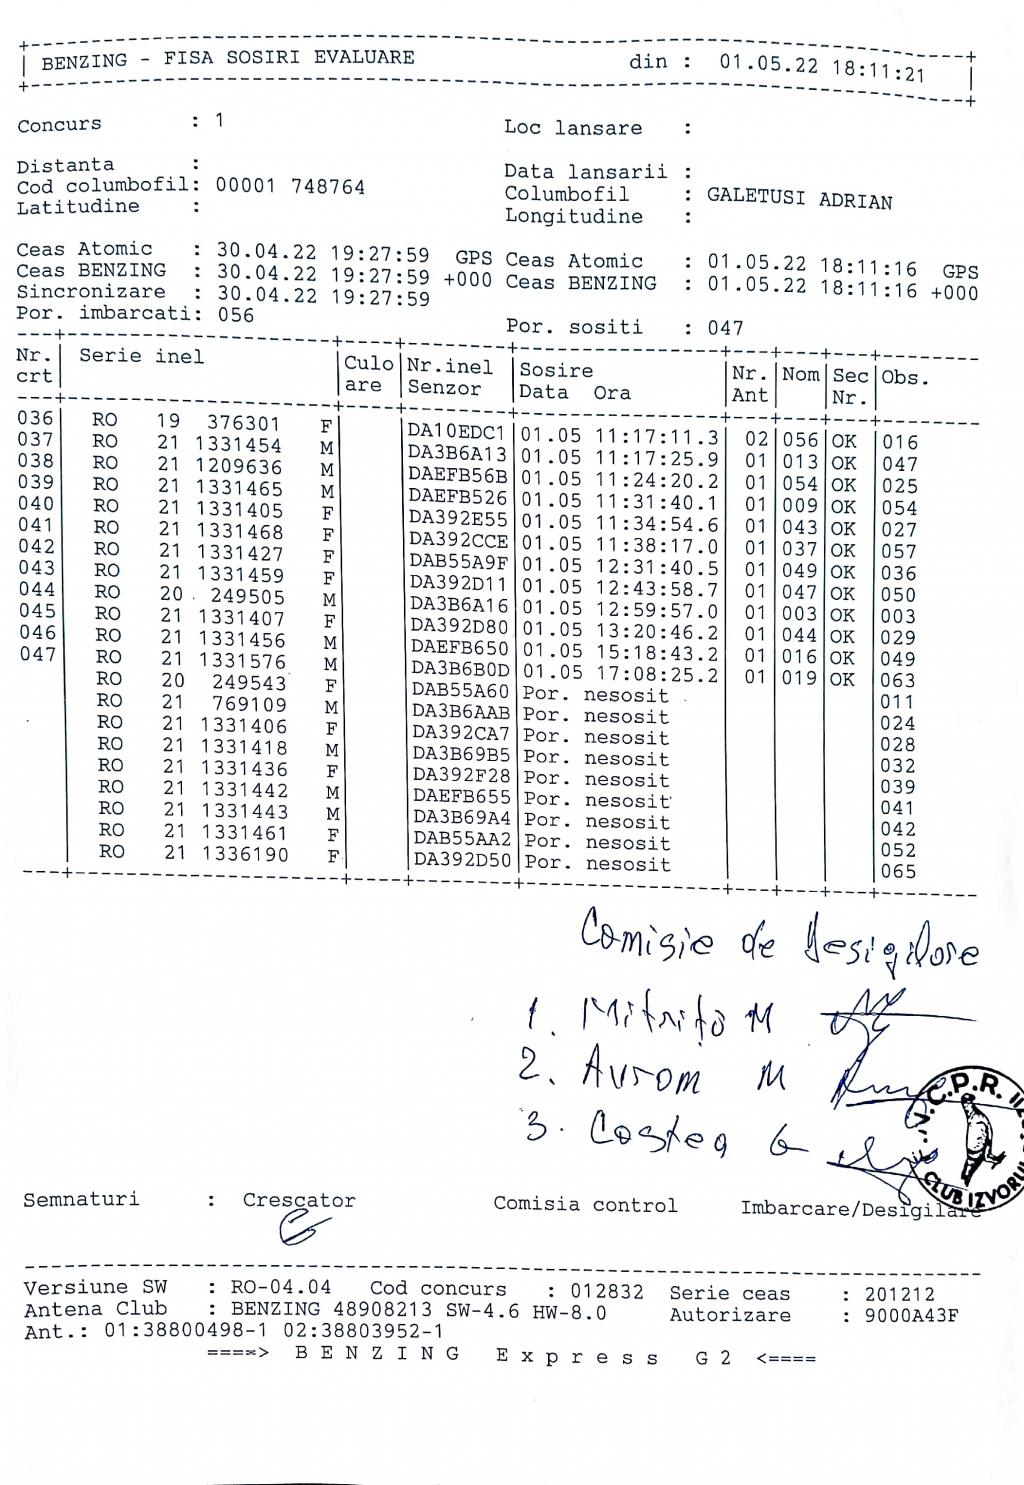 BENZING - FISA SOSIRI EVALUARE din : 01.05.22 18:11:21
Concurs : 1 Loc lansare :
Distanta : Data lansarii :
Cod columbofil: 00001 748764 Columbofil : GALETUSI ADRIAN
Latitudine : Longitudine :
Ceas Atomic : 30.04.22 19:27:59 GPS Ceas Atomic : 01.05.22 18:11:16 GPS
Ceas BENZING : 30.04.22 19:27:59 +000 Ceas BENZING : 01.05.22 18:11:16 +000
Sincronizare : 30.04.22 19:27:59
Por. imbarcati: 056 Por. sositi : 047
Nr. Serie inel Culo Nr.inel Sosire Nr. Nom Sec Obs.
crt are Senzor Data Ora Ant Nr.
036 RO 19 376301 F DA10EDC1 01.05 11:17:11.3 02 056 OK 016
037 RO 21 1331454 M DA3B6A13 01.05 11:17:25.9 01 013 OK 047
038 RO 21 1209636 M DAEFB56B 01.05 11:24:20.2 01 054 OK 025
039 RO 21 1331465 M DAEFB526 01.05 11:31:40.1 01 009 OK 054
040 RO 21 1331405 F DA392E55 01.05 11:34:54.6 01 043 OK 027
041 RO 21 1331468 F DA392CCE 01.05 11:38:17.0 01 037 OK 057
042 RO 21 1331427 F DAB55A9F 01.05 12:31:40.5 01 049 OK 036
043 RO 21 1331459 F DA392D11 01.05 12:43:58.7 01 047 OK 050
044 RO 20 249505 M DA3B6A16 01.05 12:59:57.0 01 003 OK 003
045 RO 21 1331407 F DA392D80 01.05 13:20:46.2 01 044 OK 029
046 RO 21 1331456 M DAEFB650 01.05 15:18:43.2 01 016 OK 049
047 RO 21 1331576 M DA3B6B0D 01.05 17:08:25.2 01 019 OK 063
RO 20 249543 F DAB55A60 Por. nesosit 011
RO 21 769109 M DA3B6AAB Por. nesosit 024
RO 21 1331406 F DA392CA7 Por. nesosit 028
RO 21 1331418 M DA3B69B5 Por. nesosit 032
RO 21 1331436 F DA392F28 Por. nesosit 039
RO 21 1331442 M DAEFB655 Por. nesosit 041
RO 21 1331443 M DA3B69A4 Por. nesosit 042
RO 21 1331461 F DAB55AA2 Por. nesosit 052
RO 21 1336190 F DA392D50 Por. nesosit 065
Comisie de desigilare
1. Mitriță M
2. Avram M
3. Costea G
V.C.P.R.
CLUB IZVORU
Semnaturi : Crescator Comisia control Imbarcare/Desigilare
Versiune SW : RO-04.04 Cod concurs : 012832 Serie ceas : 201212
Antena Club : BENZING 48908213 SW-4.6 HW-8.0 Autorizare : 9000A43F
Ant.: 01:38800498-1 02:38803952-1
====> B E N Z I N G E x p r e s s G 2 <====